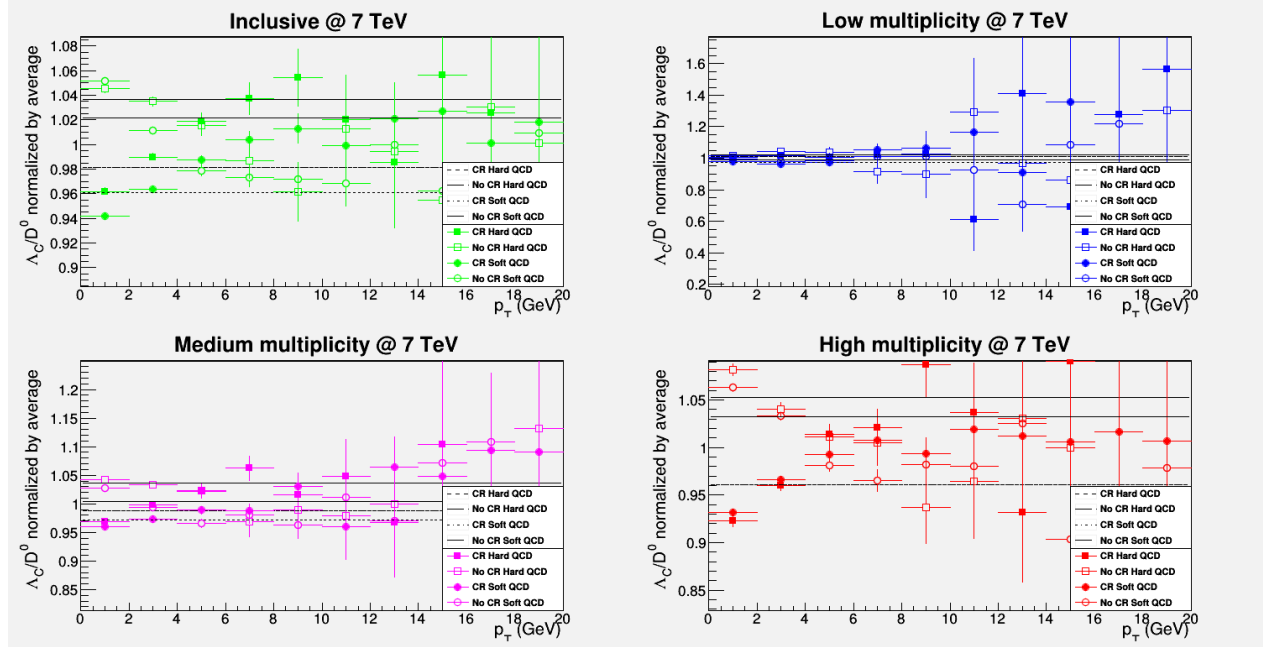 Inclusive @ 7 TeV
Λ_C/D^0 normalized by average
1.08
1.06
1.04
1.02
1
0.98
0.96
0.94
0.92
0.9
0 2 4 6 8 10 12 14 16 18 20
p_T (GeV)
CR Hard QCD
No CR Hard QCD
CR Soft QCD
No CR Soft QCD
CR Hard QCD
No CR Hard QCD
CR Soft QCD
No CR Soft QCD
Low multiplicity @ 7 TeV
Λ_C/D^0 normalized by average
1.6
1.4
1.2
1
0.8
0.6
0.4
0.2
0 2 4 6 8 10 12 14 16 18 20
p_T (GeV)
CR Hard QCD
No CR Hard QCD
CR Soft QCD
No CR Soft QCD
CR Hard QCD
No CR Hard QCD
CR Soft QCD
No CR Soft QCD
Medium multiplicity @ 7 TeV
Λ_C/D^0 normalized by average
1.2
1.15
1.1
1.05
1
0.95
0.9
0.85
0 2 4 6 8 10 12 14 16 18 20
p_T (GeV)
CR Hard QCD
No CR Hard QCD
CR Soft QCD
No CR Soft QCD
CR Hard QCD
No CR Hard QCD
CR Soft QCD
No CR Soft QCD
High multiplicity @ 7 TeV
Λ_C/D^0 normalized by average
1.05
1
0.95
0.9
0.85
0 2 4 6 8 10 12 14 16 18 20
p_T (GeV)
CR Hard QCD
No CR Hard QCD
CR Soft QCD
No CR Soft QCD
CR Hard QCD
No CR Hard QCD
CR Soft QCD
No CR Soft QCD